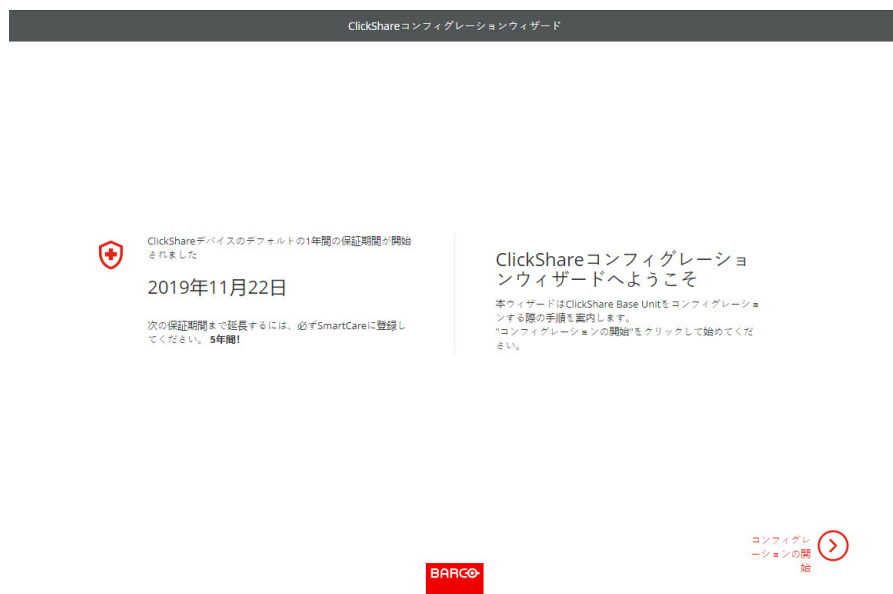 ClickShareコンフィグレーションウィザード
ClickShareデバイスのデフォルトの1年間の保証期間が開始
されました
2019年11月22日
次の保証期間まで延長するには、必ずSmartCareに登録し
てください。 5年間!
ClickShareコンフィグレーショ
ンウィザードへようこそ
本ウィザードはClickShare Base Unitをコンフィグレーショ
ンする際の手順を案内します。
"コンフィグレーションの開始"をクリックして始めてくだ
さい。
コンフィグレ
ーションの開
始
BARCO